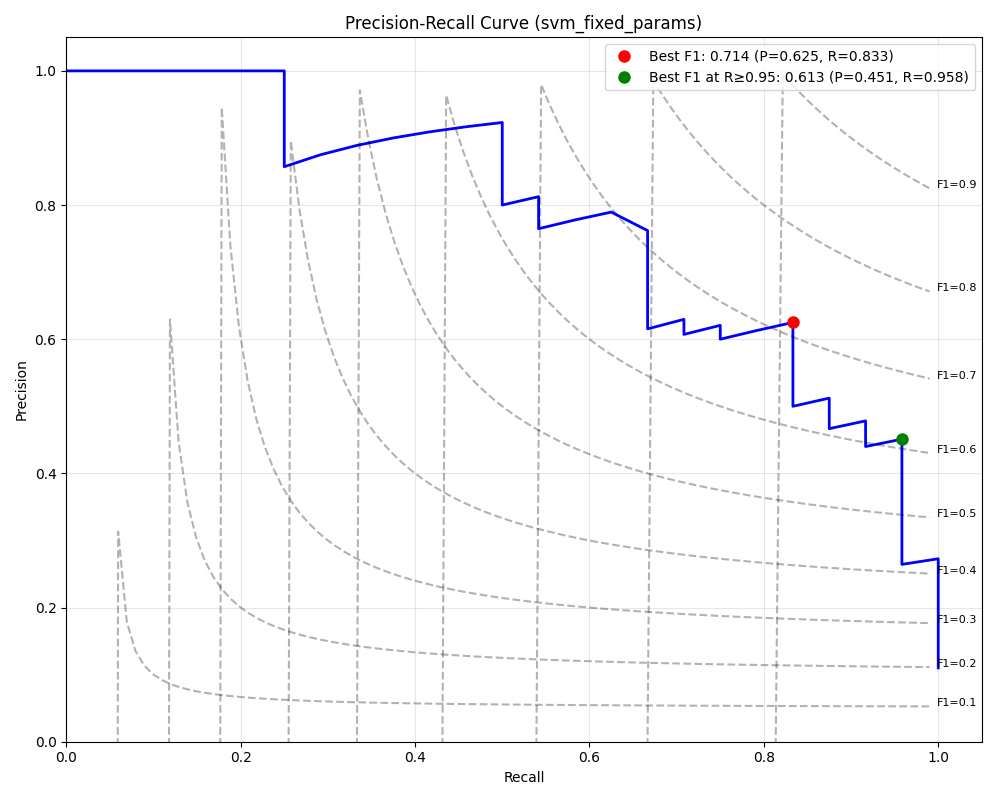 Precision-Recall Curve (svm_fixed_params)
Best F1: 0.714 (P=0.625, R=0.833)
Best F1 at R≥0.95: 0.613 (P=0.451, R=0.958)
1.0
0.8
0.6
0.4
0.2
0.0
Precision
F1=0.9
F1=0.8
F1=0.7
F1=0.6
F1=0.5
F1=0.4
F1=0.3
F1=0.2
F1=0.1
0.0 0.2 0.4 0.6 0.8 1.0
Recall